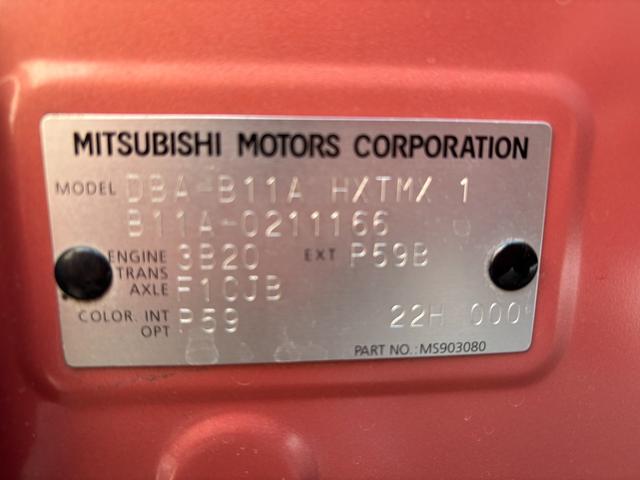 MITSUBISHI MOTORS CORPORATION
MODEL DBA-B11A HXTMX 1
B11A-0211166
ENGINE 3B20 EXT P59B
TRANS
AXLE F1CJB
COLOR. INT P59 22H 000
OPT
PART NO.: MS903080